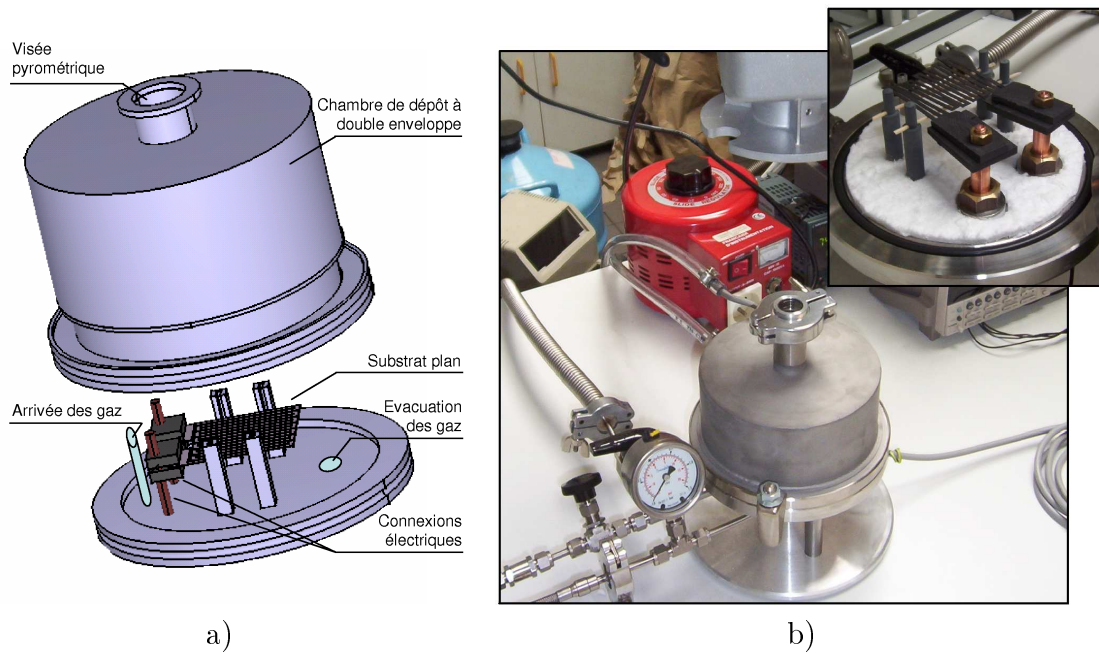 Visée
pyrométrique
Chambre de dépôt à
double enveloppe
Substrat plan
Arrivée des gaz
Evacuation
des gaz
Connexions
électriques
a)
b)